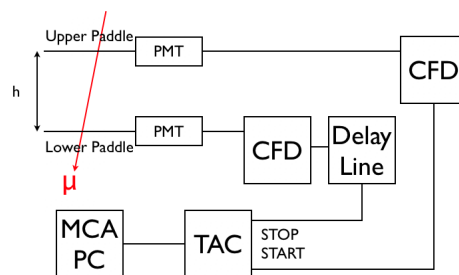 Upper Paddle
PMT
CFD
h
PMT
Lower Paddle
CFD
Delay
Line
μ
MCA
PC
TAC
STOP
START